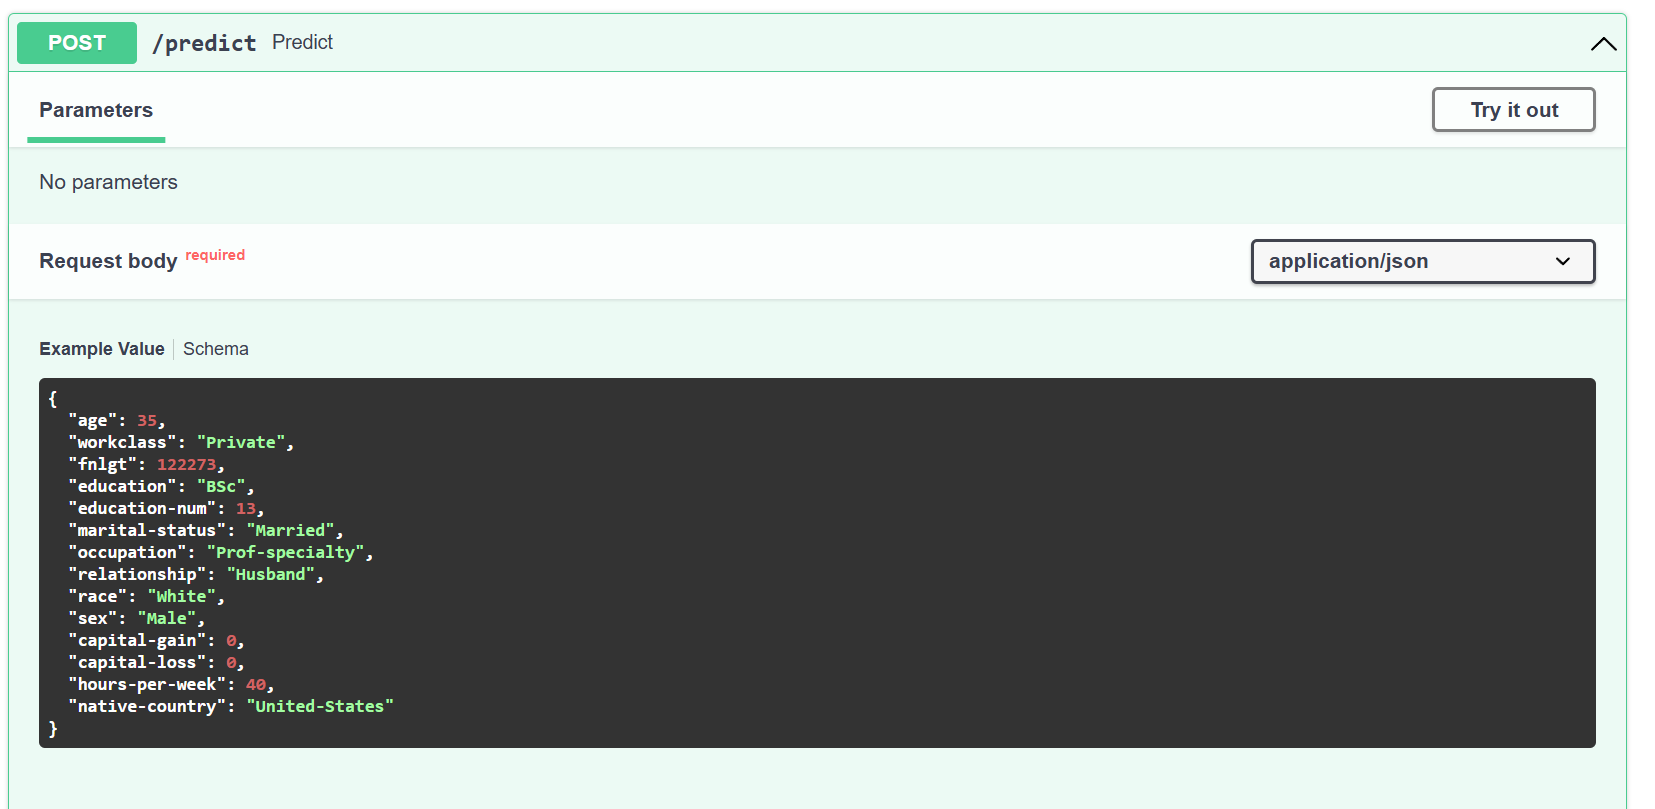 POST /predict Predict
Parameters
Try it out
No parameters
Request body required
application/json
Example Value Schema
{
  "age": 35,
  "workclass": "Private",
  "fnlgt": 122273,
  "education": "BSc",
  "education-num": 13,
  "marital-status": "Married",
  "occupation": "Prof-specialty",
  "relationship": "Husband",
  "race": "White",
  "sex": "Male",
  "capital-gain": 0,
  "capital-loss": 0,
  "hours-per-week": 40,
  "native-country": "United-States"
}